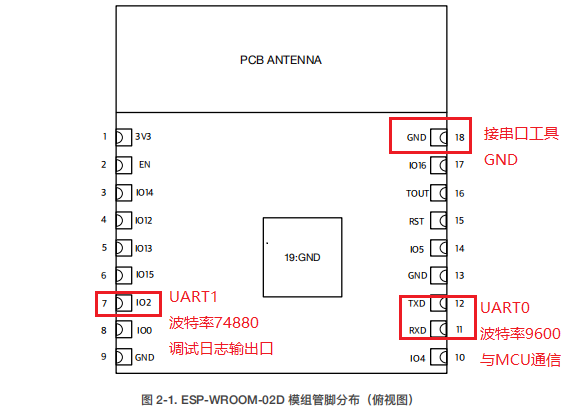 PCB ANTENNA
1 3V3
2 EN
3 IO14
4 IO12
5 IO13
6 IO15
7 IO2
8 IO0
9 GND
UART1
波特率74880
调试日志输出口
19:GND
GND 18
IO16 17
TOUT 16
RST 15
IO5 14
GND 13
TXD 12
RXD 11
IO4 10
接串口工具
GND
UART0
波特率9600
与MCU通信
图 2-1. ESP-WROOM-02D 模组管脚分布（俯视图）